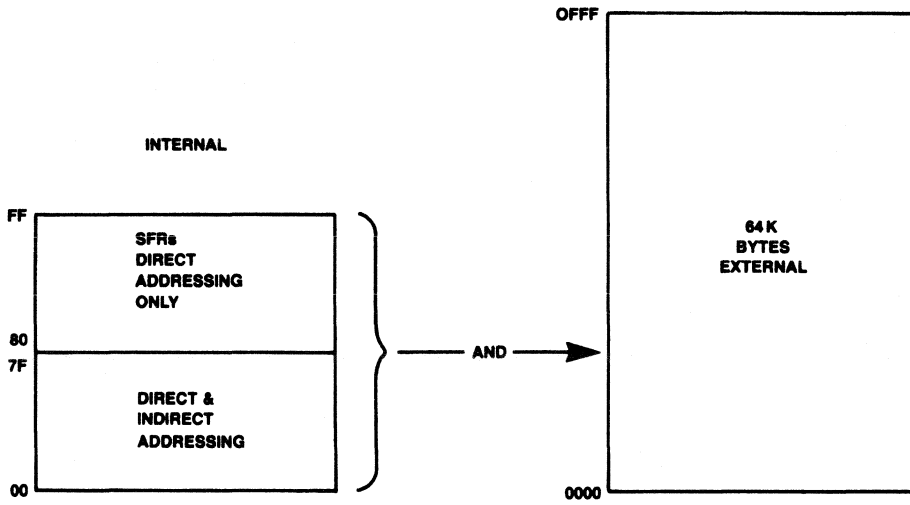 OFFF
INTERNAL
FF
SFRs
DIRECT
ADDRESSING
ONLY
80
7F
DIRECT &
INDIRECT
ADDRESSING
00
AND
64 K
BYTES
EXTERNAL
0000